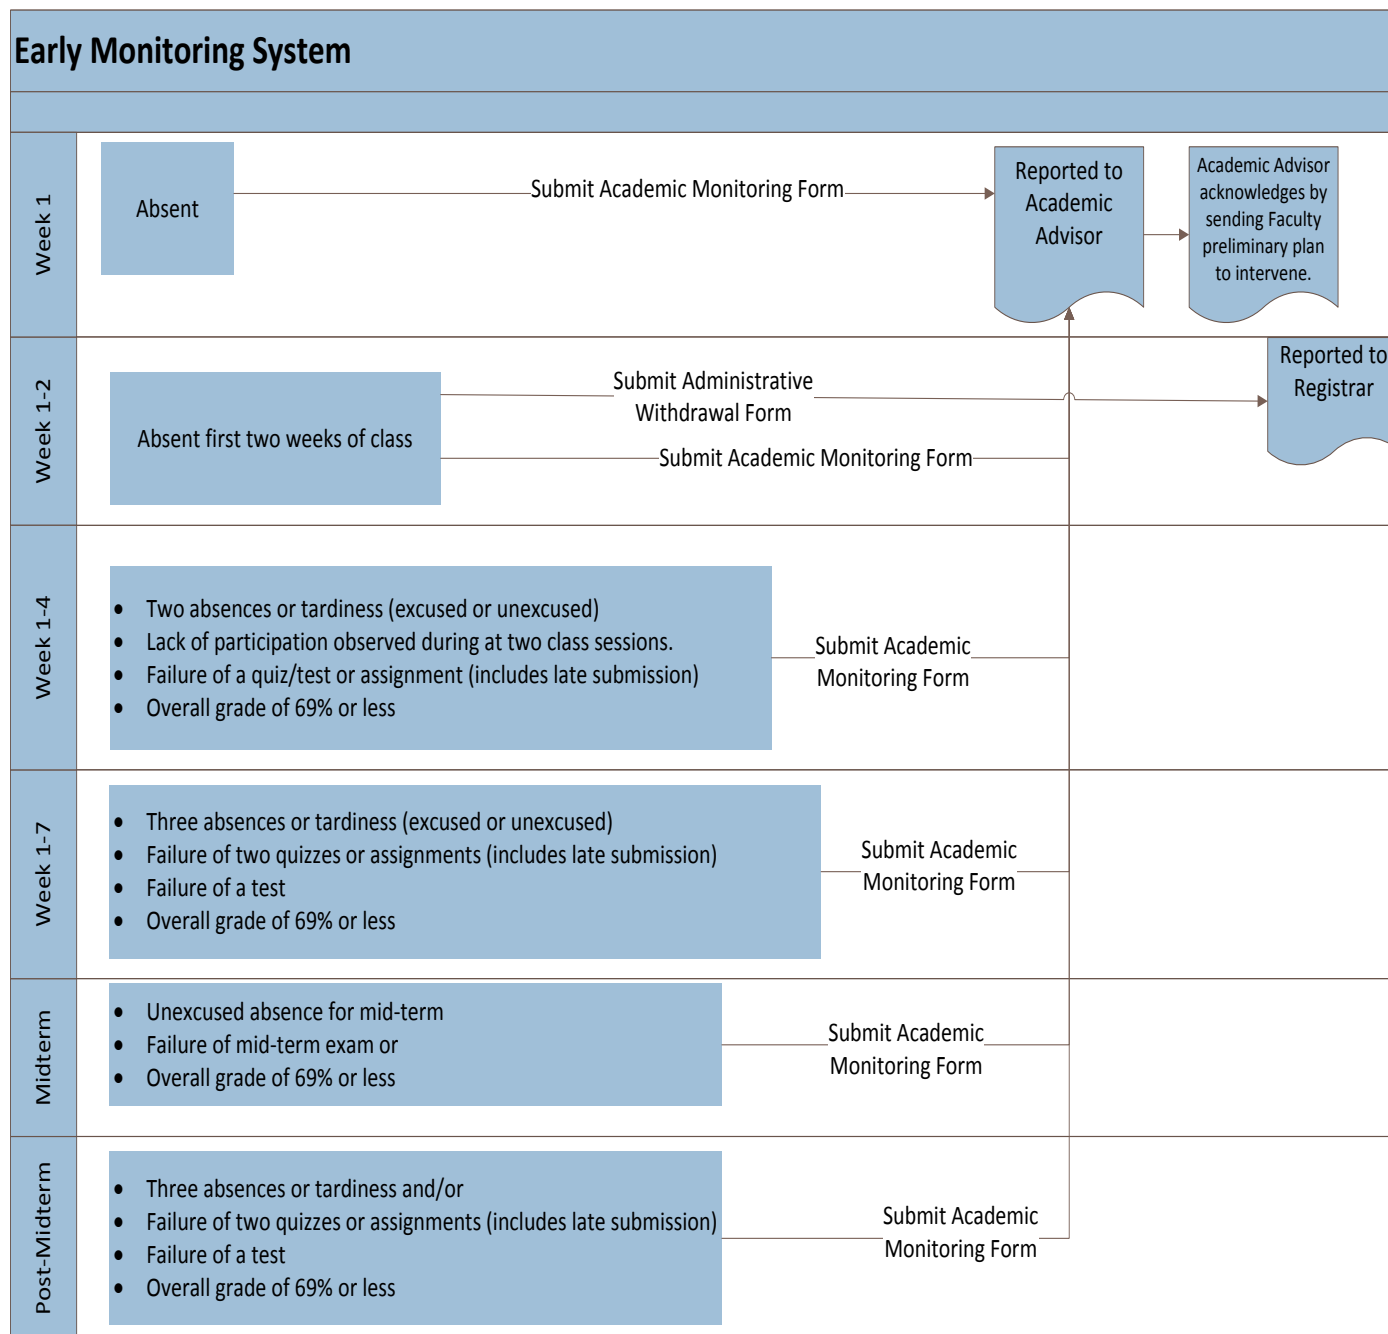 Early Monitoring System
Week 1
Absent
Submit Academic Monitoring Form
Reported to
Academic
Advisor
Academic Advisor
acknowledges by
sending Faculty
preliminary plan
to intervene.
Week 1-2
Absent first two weeks of class
Submit Administrative
Withdrawal Form
Submit Academic Monitoring Form
Reported to
Registrar
Week 1-4
• Two absences or tardiness (excused or unexcused)
• Lack of participation observed during at two class sessions.
• Failure of a quiz/test or assignment (includes late submission)
• Overall grade of 69% or less
Submit Academic
Monitoring Form
Week 1-7
• Three absences or tardiness (excused or unexcused)
• Failure of two quizzes or assignments (includes late submission)
• Failure of a test
• Overall grade of 69% or less
Submit Academic
Monitoring Form
Midterm
• Unexcused absence for mid-term
• Failure of mid-term exam or
• Overall grade of 69% or less
Submit Academic
Monitoring Form
Post-Midterm
• Three absences or tardiness and/or
• Failure of two quizzes or assignments (includes late submission)
• Failure of a test
• Overall grade of 69% or less
Submit Academic
Monitoring Form